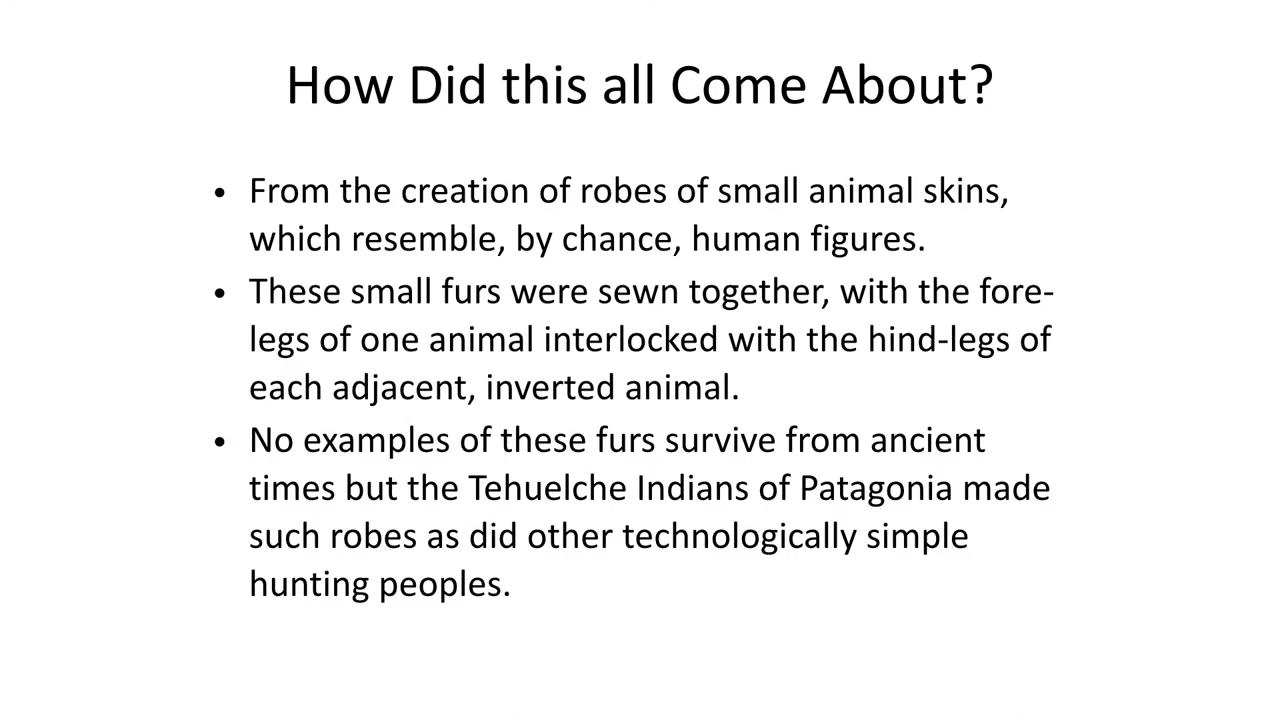 How Did this all Come About?
• From the creation of robes of small animal skins,
which resemble, by chance, human figures.
• These small furs were sewn together, with the fore-
legs of one animal interlocked with the hind-legs of
each adjacent, inverted animal.
• No examples of these furs survive from ancient
times but the Tehuelche Indians of Patagonia made
such robes as did other technologically simple
hunting peoples.